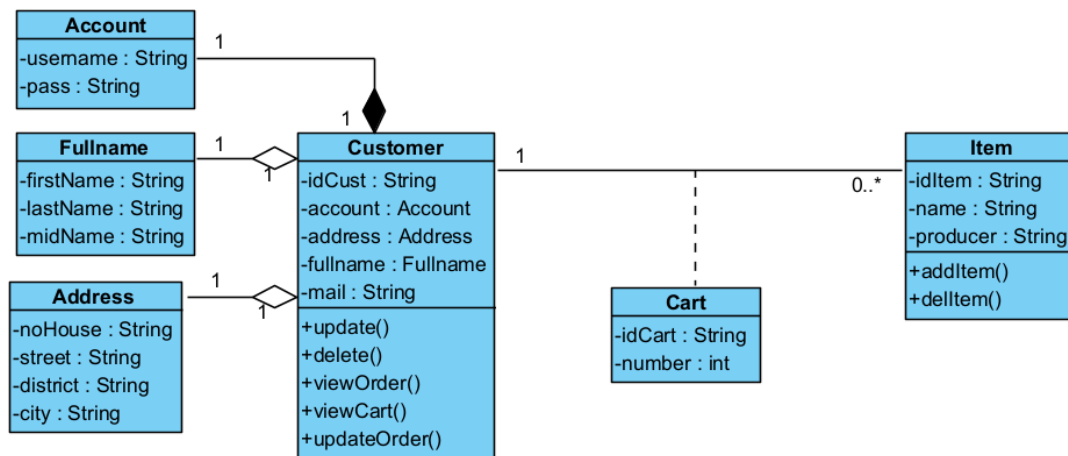 Account
-username : String
-pass : String
1
1
Fullname
-firstName : String
-lastName : String
-midName : String
1
1
Address
-noHouse : String
-street : String
-district : String
-city : String
1
1
Customer
-idCust : String
-account : Account
-address : Address
-fullname : Fullname
-mail : String
+update()
+delete()
+viewOrder()
+viewCart()
+updateOrder()
1
0..*
Cart
-idCart : String
-number : int
Item
-idItem : String
-name : String
-producer : String
+addItem()
+delItem()